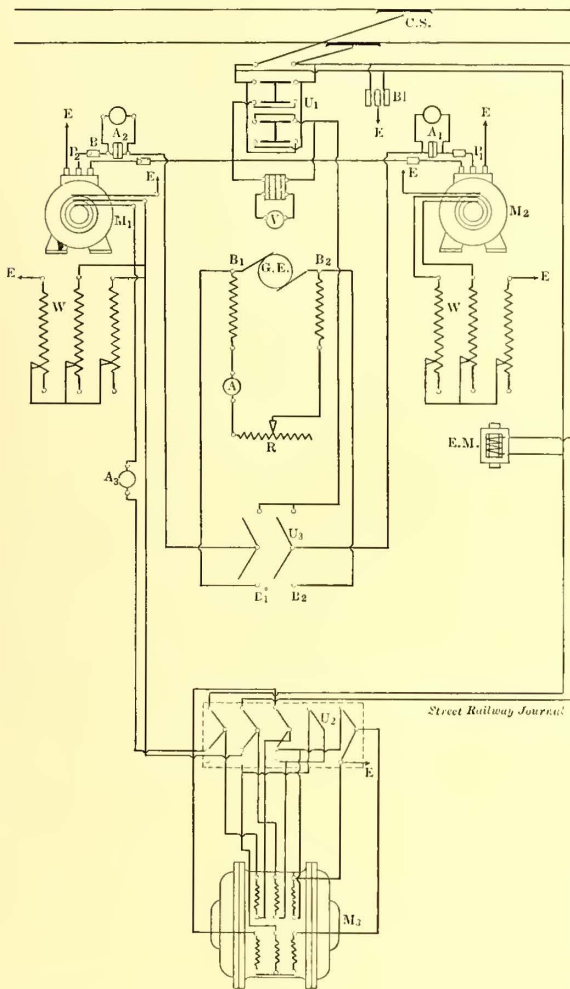 C.S.
U1
B1
E
E
A2
B
P2
E
M1
V
E
A1
P1
E
M2
B1
G.E.
B2
E
W
W
E
A
R
E.M.
A3
U3
B1
B2
Street Railway Journal
U2
E
M3